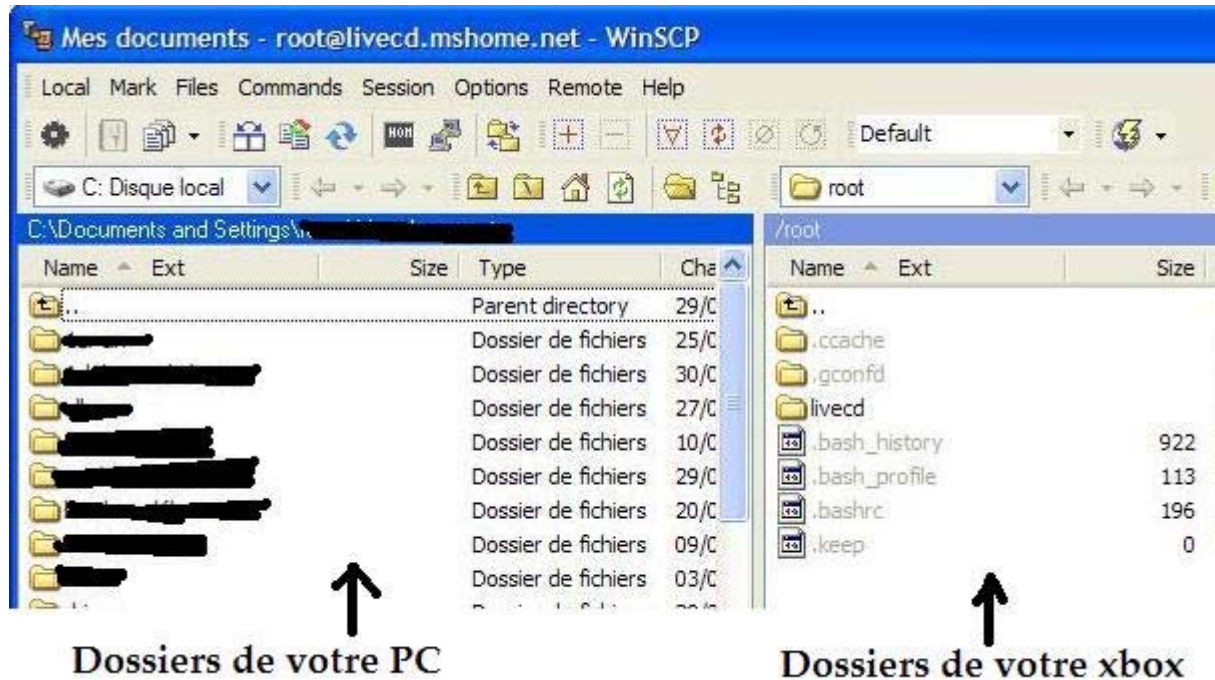 Mes documents - root@livecd.mshome.net - WinSCP
Local Mark Files Commands Session Options Remote Help
Default
C: Disque local
root
C:\Documents and Settings\
/root
Name Ext Size Type Cha
Name Ext Size
.. Parent directory 29/0
..
Dossier de fichiers 25/0
.ccache
Dossier de fichiers 30/0
.gconfd
Dossier de fichiers 27/0
livecd
Dossier de fichiers 10/0
.bash_history 922
Dossier de fichiers 29/0
.bash_profile 113
Dossier de fichiers 20/0
.bashrc 196
Dossier de fichiers 09/0
.keep 0
Dossier de fichiers 03/0
Dossiers de votre PC
Dossiers de votre xbox